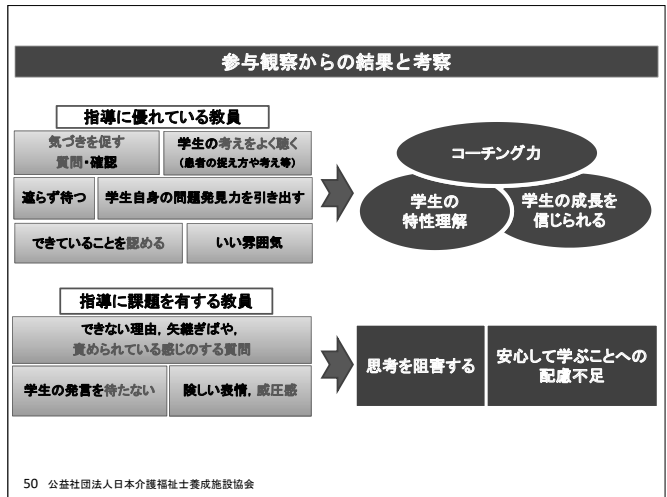 参与観察からの結果と考察
指導に優れている教員
気づきを促す
質問・確認
学生の考えをよく聴く
(患者の捉え方や考え等)
遮らず待つ
学生自身の問題発見力を引き出す
できていることを認める
いい雰囲気
コーチング力
学生の
特性理解
学生の成長を
信じられる
指導に課題を有する教員
できない理由，矢継ぎばや，
責められている感じのする質問
学生の発言を待たない
険しい表情，威圧感
思考を阻害する
安心して学ぶことへの
配慮不足
50 公益社団法人日本介護福祉士養成施設協会